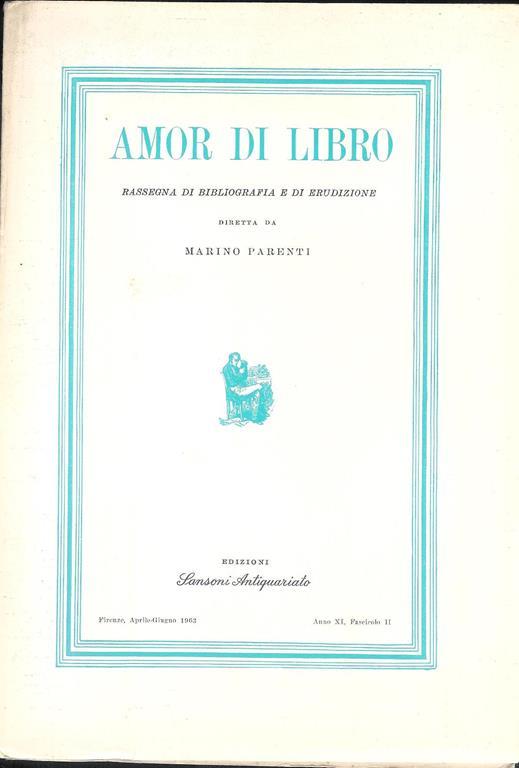 AMOR DI LIBRO
RASSEGNA DI BIBLIOGRAFIA E DI ERUDIZIONE
DIRETTA DA
MARINO PARENTI
EDIZIONI
Sansoni Antiquariato
Firenze, Aprile-Giugno 1963
Anno XI, Fascicolo II